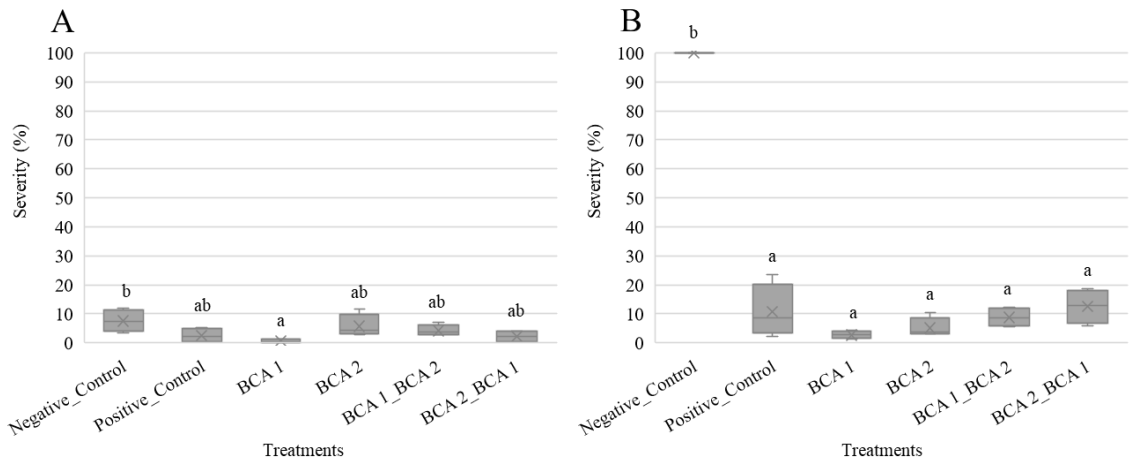 A
100
90
80
70
60
50
40
30
20
10
0
Severity (%)
b
ab
a
ab
ab
ab
Negative_Control
Positive_Control
BCA 1
BCA 2
BCA 1_BCA 2
BCA 2_BCA 1
Treatments
B
100
90
80
70
60
50
40
30
20
10
0
Severity (%)
b
a
a
a
a
a
Negative_Control
Positive_Control
BCA 1
BCA 2
BCA 1_BCA 2
BCA 2_BCA 1
Treatments